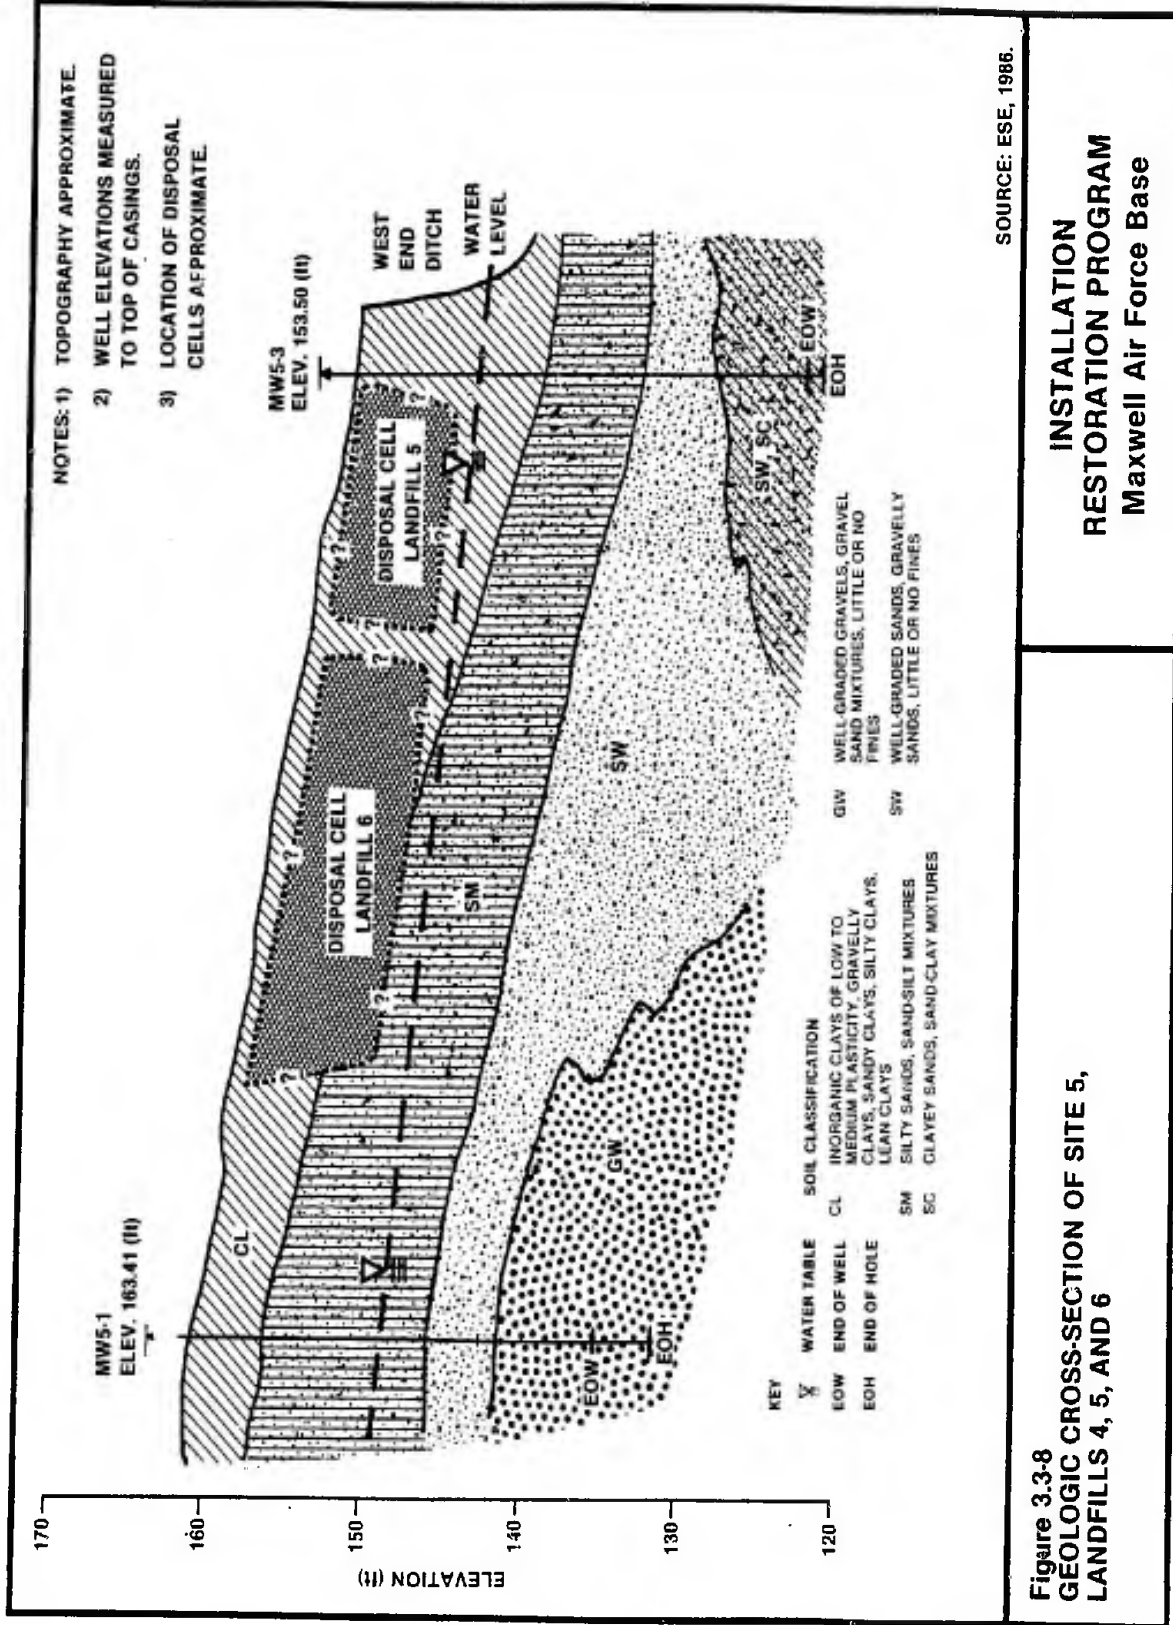 NOTES: 1) TOPOGRAPHY APPROXIMATE.
2) WELL ELEVATIONS MEASURED
TO TOP OF CASINGS.
3) LOCATION OF DISPOSAL
CELLS APPROXIMATE.
MW5-1
ELEV. 163.41 (ft)
MW5-3
ELEV. 153.50 (ft)
WEST
END
DITCH
WATER
LEVEL
170
160
150
140
130
120
ELEVATION (ft)
CL
DISPOSAL CELL
LANDFILL 6
DISPOSAL CELL
LANDFILL 5
? ? ? ? ? ?
? ? ? ? ? ?
SM
SW
GW
SW, SC
EOW
EOH
EOW
EOH
KEY
WATER TABLE
EOW END OF WELL
EOH END OF HOLE
SOIL CLASSIFICATION
CL INORGANIC CLAYS OF LOW TO
MEDIUM PLASTICITY, GRAVELLY
CLAYS, SANDY CLAYS, SILTY CLAYS,
LEAN CLAYS
SM SILTY SANDS, SAND-SILT MIXTURES
SC CLAYEY SANDS, SAND-CLAY MIXTURES
GW WELL-GRADED GRAVELS, GRAVEL
SAND MIXTURES, LITTLE OR NO
FINES
SW WELL-GRADED SANDS, GRAVELLY
SANDS, LITTLE OR NO FINES
SOURCE: ESE, 1986.
Figure 3.3-8
GEOLOGIC CROSS-SECTION OF SITE 5,
LANDFILLS 4, 5, AND 6
INSTALLATION
RESTORATION PROGRAM
Maxwell Air Force Base